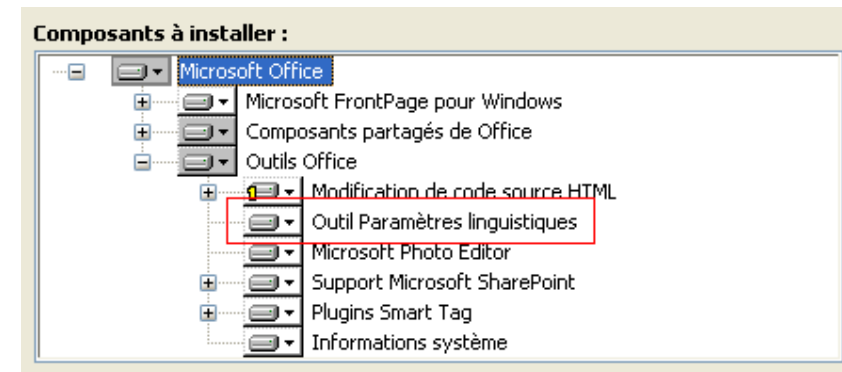 Composants à installer :
Microsoft Office
Microsoft FrontPage pour Windows
Composants partagés de Office
Outils Office
1 Modification de code source HTML
Outil Paramètres linguistiques
Microsoft Photo Editor
Support Microsoft SharePoint
Plugins Smart Tag
Informations système